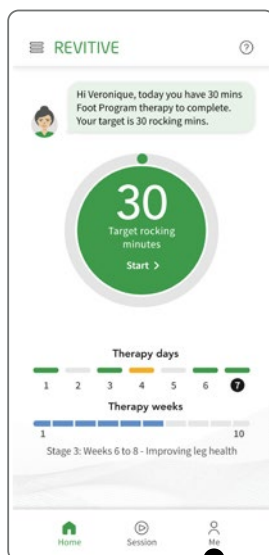 REVITIVE
?
Hi Veronique, today you have 30 mins
Foot Program therapy to complete.
Your target is 30 rocking mins.
30
Target rocking
minutes
Start >
Therapy days
1 2 3 4 5 6 7
Therapy weeks
1 10
Stage 3: Weeks 6 to 8 - Improving leg health
Home Session Me